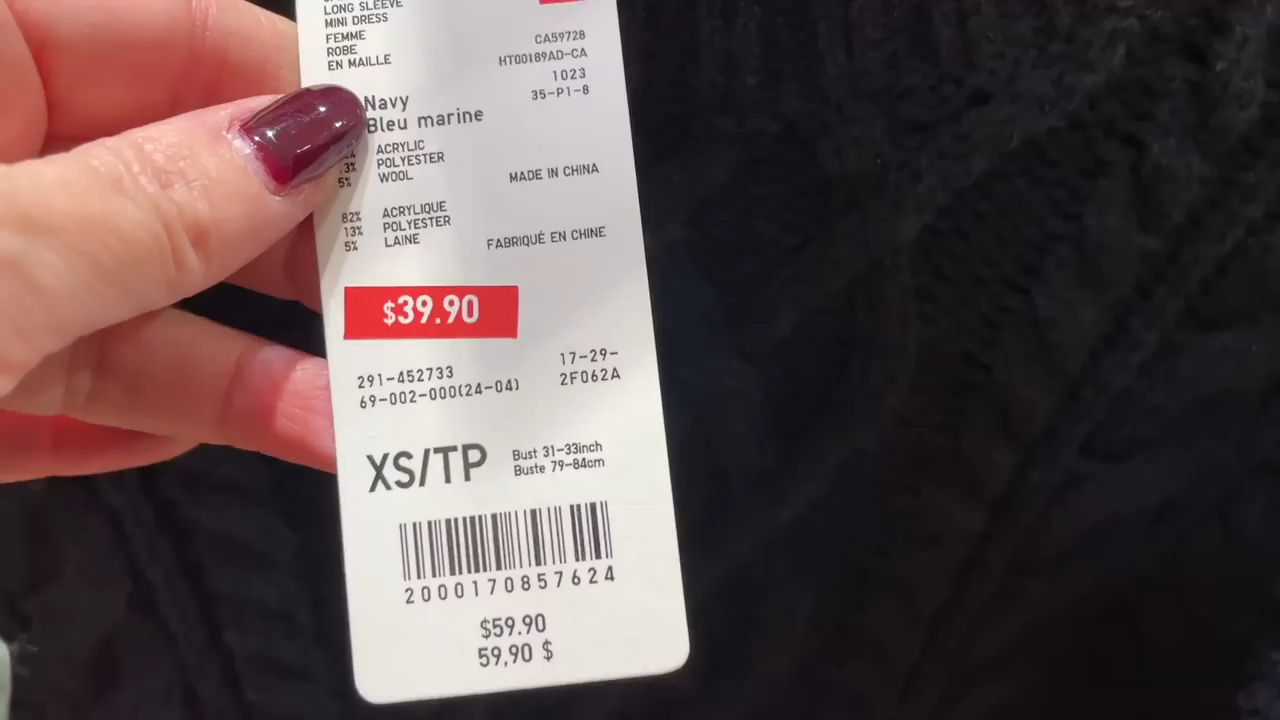 LONG SLEEVE
MINI DRESS
FEMME
ROBE
EN MAILLE
CA59728
HT00189AD-CA
1023
35-P1-8
Navy
Bleu marine
ACRYLIC
13% POLYESTER
5% WOOL
MADE IN CHINA
82% ACRYLIQUE
13% POLYESTER
5% LAINE
FABRIQUÉ EN CHINE
$39.90
291-452733
69-002-000(24-04)
17-29-
2F062A
XS/TP
Bust 31-33inch
Buste 79-84cm
2000170857624
$59.90
59,90 $